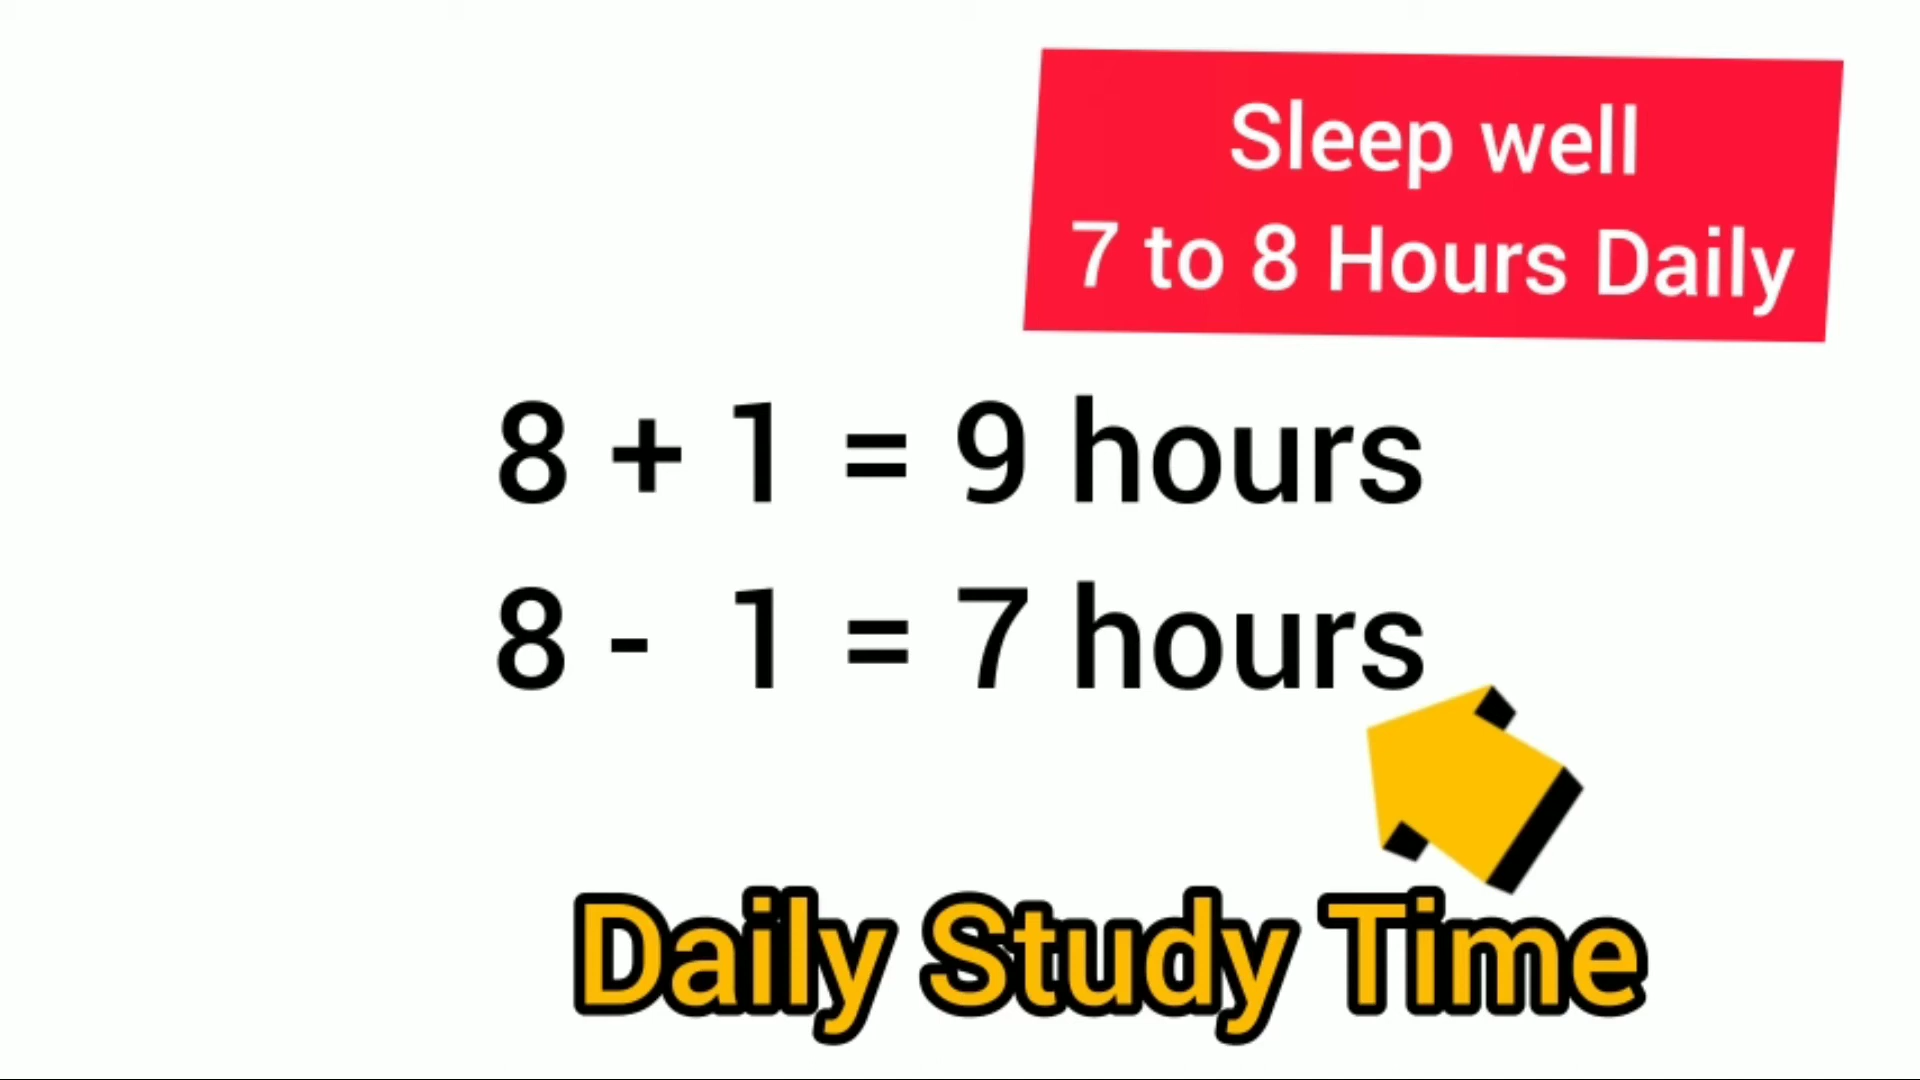 Sleep well
7 to 8 Hours Daily
8 + 1 = 9 hours
8 - 1 = 7 hours
Daily Study Time